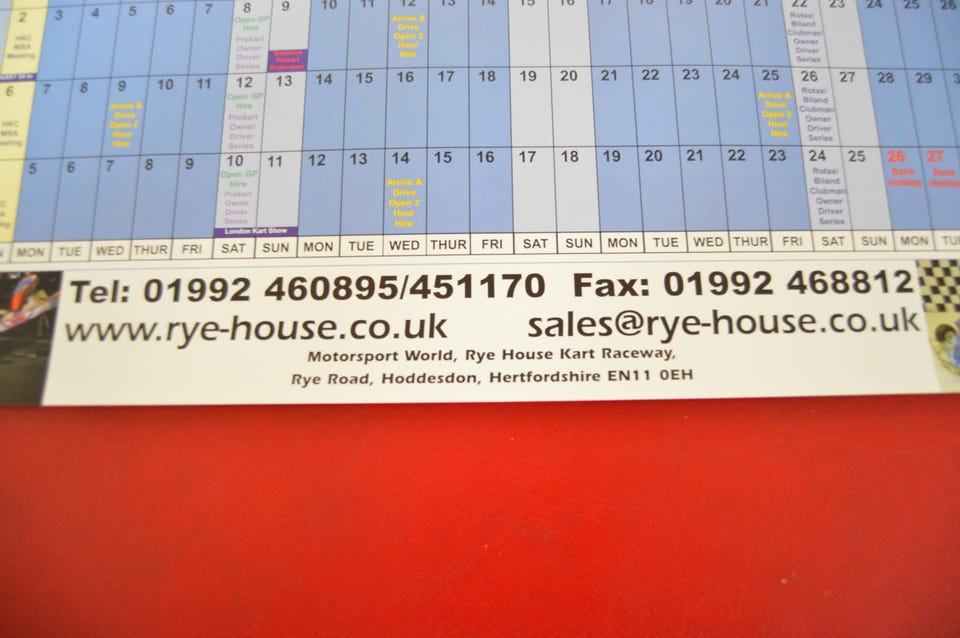 2 3 4 5 6 7 8 9 10 11 12 13 14 15 16 17 18 19 20 21 22 23 24 25 26
HKC MSA Meeting
Open GP Hire
Prokart Owner Driver Series
Southern Prokart Endurance
Arrive & Drive Open 2 Hour Hire
Rotax/ Biland Clubman Owner Driver Series
6 7 8 9 10 11 12 13 14 15 16 17 18 19 20 21 22 23 24 25 26 27 28 29
HKC MSA
Arrive & Drive Open 2 Hour Hire
Open GP Hire
Prokart Owner Driver Series
Arrive & Drive Open 2 Hour Hire
Rotax/ Biland Clubman Owner Driver Series
5 6 7 8 9 10 11 12 13 14 15 16 17 18 19 20 21 22 23 24 25 26 27
Open GP Hire
Prokart Owner Driver Series
London Kart Show
Arrive & Drive Open 2 Hour Hire
Rotax/ Biland Clubman Owner Driver Series
Bank Holiday
Bank Holiday
MON TUE WED THUR FRI SAT SUN MON TUE WED THUR FRI SAT SUN MON TUE WED THUR FRI SAT SUN MON
Tel: 01992 460895/451170 Fax: 01992 468812
www.rye-house.co.uk sales@rye-house.co.uk
Motorsport World, Rye House Kart Raceway,
Rye Road, Hoddesdon, Hertfordshire EN11 0EH